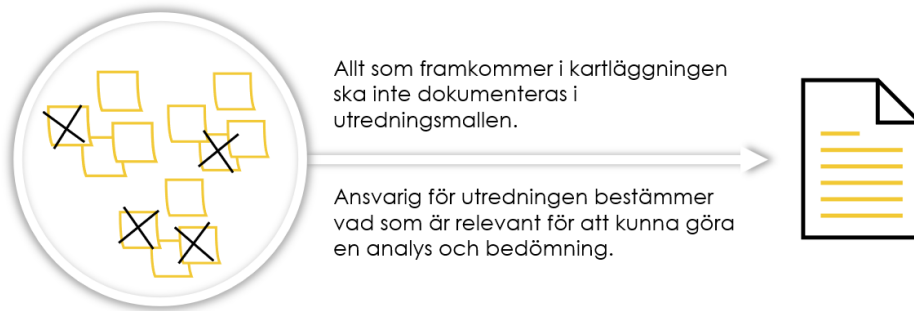 Allt som framkommer i kartläggningen
ska inte dokumenteras i
utredningsmallen.
Ansvarig för utredningen bestämmer
vad som är relevant för att kunna göra
en analys och bedömning.